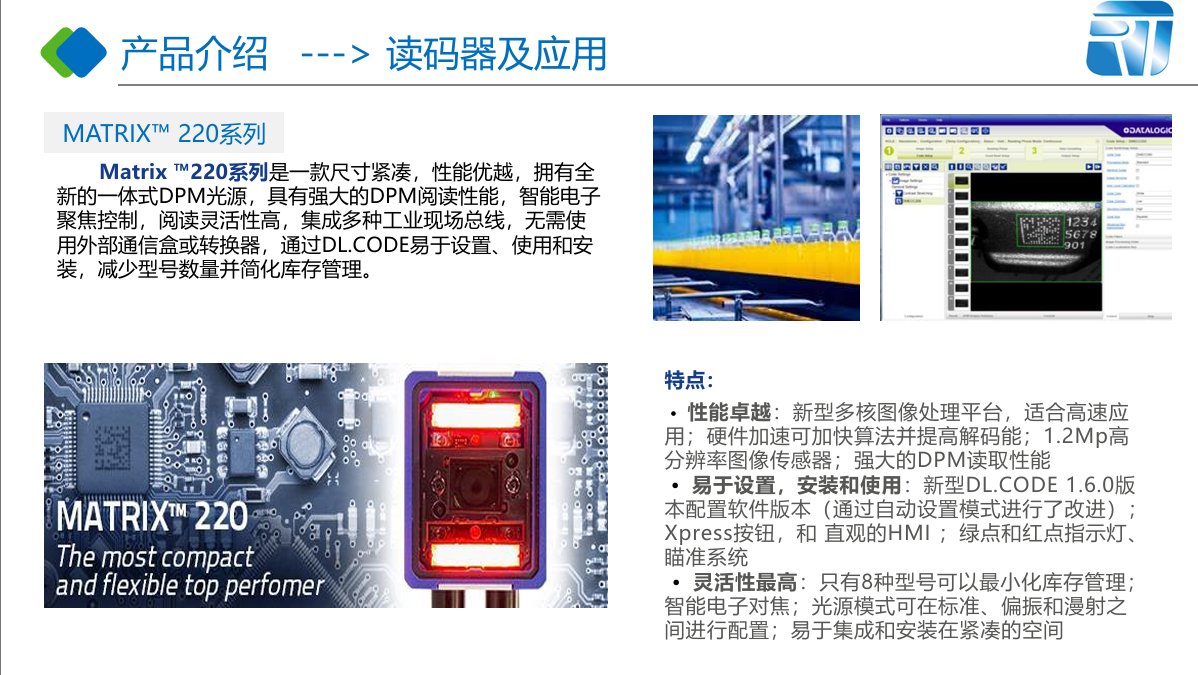 产品介绍 ---> 读码器及应用
MATRIX™ 220系列
Matrix ™220系列是一款尺寸紧凑，性能优越，拥有全
新的一体式DPM光源，具有强大的DPM阅读性能，智能电子
聚焦控制，阅读灵活性高，集成多种工业现场总线，无需使
用外部通信盒或转换器，通过DL.CODE易于设置、使用和安
装，减少型号数量并简化库存管理。
DATALOGIC
1234
5678
901
MATRIX™ 220
The most compact
and flexible top perfomer
特点：
• 性能卓越：新型多核图像处理平台，适合高速应
用；硬件加速可加快算法并提高解码能；1.2Mp高
分辨率图像传感器；强大的DPM读取性能
• 易于设置，安装和使用：新型DL.CODE 1.6.0版
本配置软件版本（通过自动设置模式进行了改进）；
Xpress按钮，和 直观的HMI ；绿点和红点指示灯、
瞄准系统
• 灵活性最高：只有8种型号可以最小化库存管理；
智能电子对焦；光源模式可在标准、偏振和漫射之
间进行配置；易于集成和安装在紧凑的空间